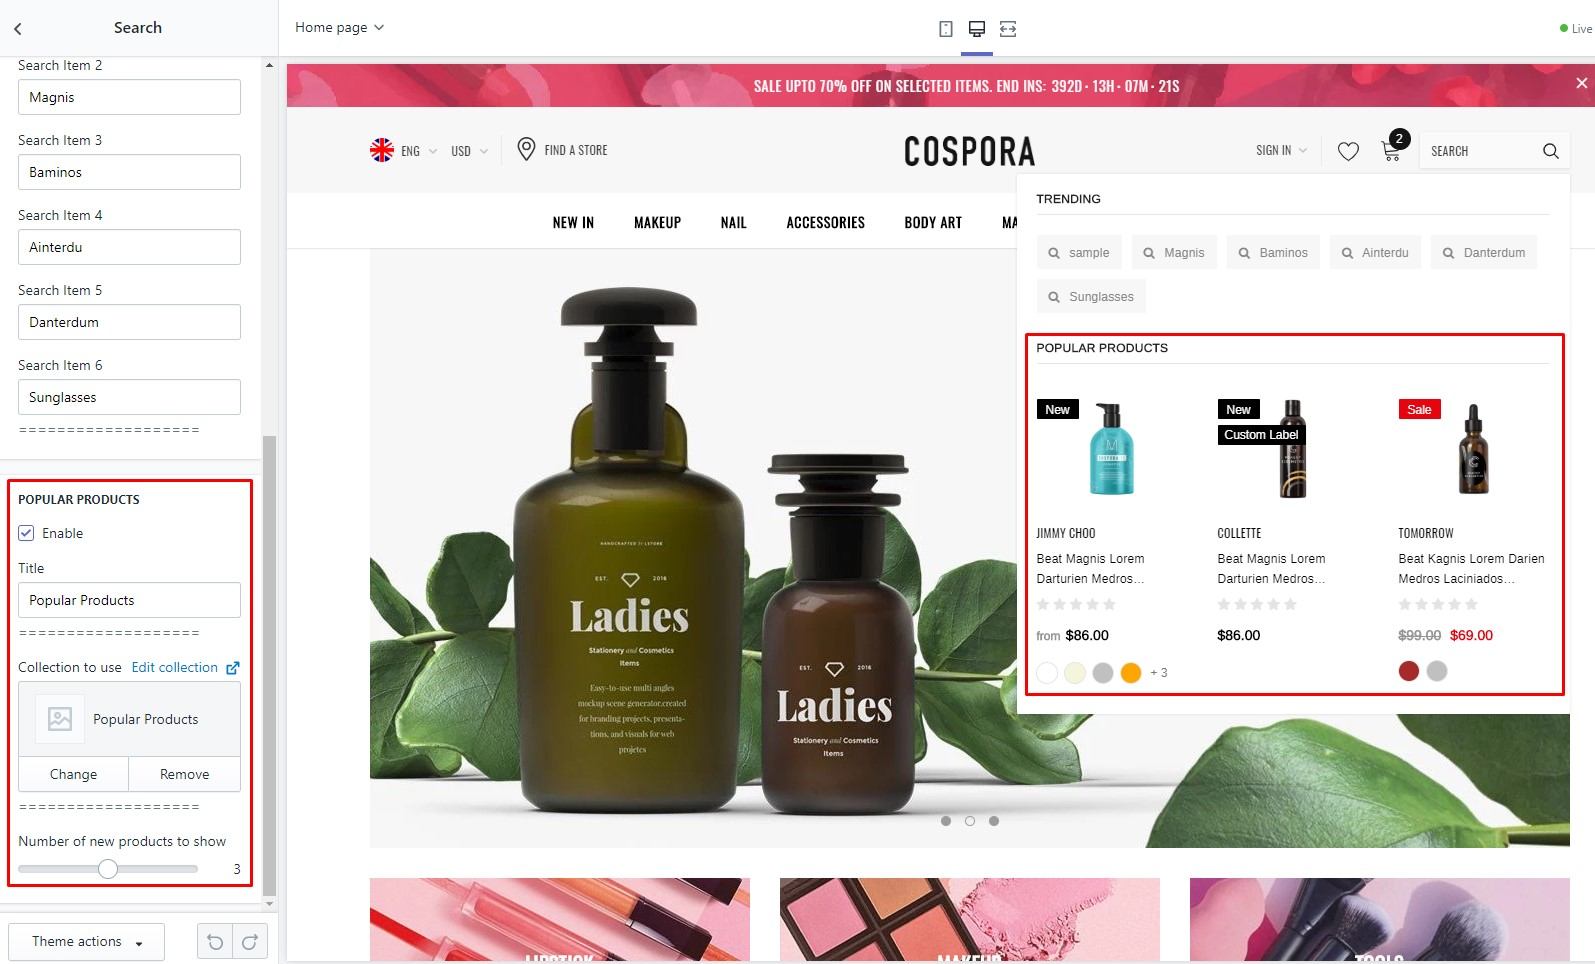 Search
Home page
Live
Search Item 2
Magnis
Search Item 3
Baminos
Search Item 4
Ainterdu
Search Item 5
Danterdum
Search Item 6
Sunglasses
===================
POPULAR PRODUCTS
Enable
Title
Popular Products
===================
Collection to use Edit collection
Popular Products
Change Remove
===================
Number of new products to show
3
Theme actions
SALE UPTO 70% OFF ON SELECTED ITEMS. END INS: 392D · 13H · 07M · 21S
ENG USD FIND A STORE
COSPORA
SIGN IN
2
SEARCH
NEW IN MAKEUP NAIL ACCESSORIES BODY ART MA
TRENDING
sample Magnis Baminos Ainterdu Danterdum
Sunglasses
POPULAR PRODUCTS
New
JIMMY CHOO
Beat Magnis Lorem
Darturien Medros...
from $86.00
+ 3
New
Custom Label
COLLETTE
Beat Magnis Lorem
Darturien Medros...
$86.00
Sale
TOMORROW
Beat Kagnis Lorem Darien
Medros Laciniados...
$99.00 $69.00
HANDCRAFTED BY LSTORE
EST. 2016
Ladies
Stationery and Cosmetics
Items
Easy-to-use multi angles
mockup scene generator.created
for branding projects, presenta-
tions, and visuals for web
projetcs
EST. 2016
Ladies
Stationery and Cosmetics
Items
LIPSTICK
MAKEUP
TOOLS